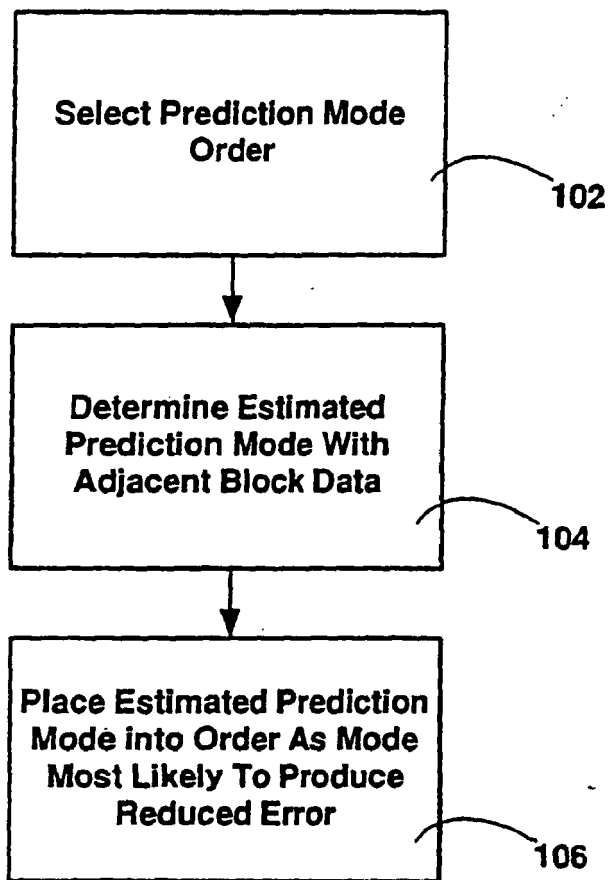 Select Prediction Mode
Order
102
Determine Estimated
Prediction Mode With
Adjacent Block Data
104
Place Estimated Prediction
Mode into Order As Mode
Most Likely To Produce
Reduced Error
106